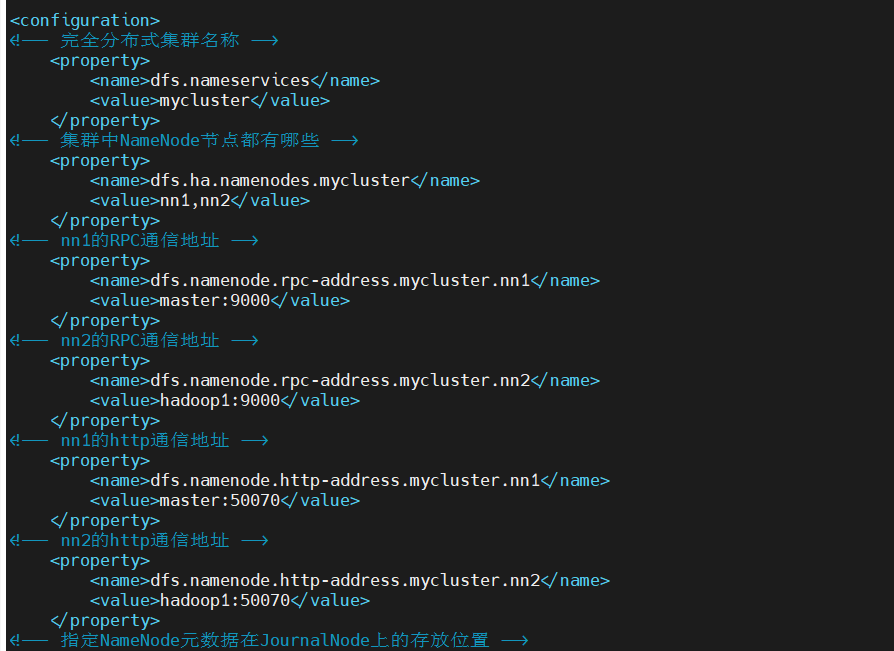 <configuration>
<!-- 完全分布式集群名称 -->
    <property>
        <name>dfs.nameservices</name>
        <value>mycluster</value>
    </property>
<!-- 集群中NameNode节点都有哪些 -->
    <property>
        <name>dfs.ha.namenodes.mycluster</name>
        <value>nn1,nn2</value>
    </property>
<!-- nn1的RPC通信地址 -->
    <property>
        <name>dfs.namenode.rpc-address.mycluster.nn1</name>
        <value>master:9000</value>
    </property>
<!-- nn2的RPC通信地址 -->
    <property>
        <name>dfs.namenode.rpc-address.mycluster.nn2</name>
        <value>hadoop1:9000</value>
    </property>
<!-- nn1的http通信地址 -->
    <property>
        <name>dfs.namenode.http-address.mycluster.nn1</name>
        <value>master:50070</value>
    </property>
<!-- nn2的http通信地址 -->
    <property>
        <name>dfs.namenode.http-address.mycluster.nn2</name>
        <value>hadoop1:50070</value>
    </property>
<!-- 指定NameNode元数据在JournalNode上的存放位置 -->